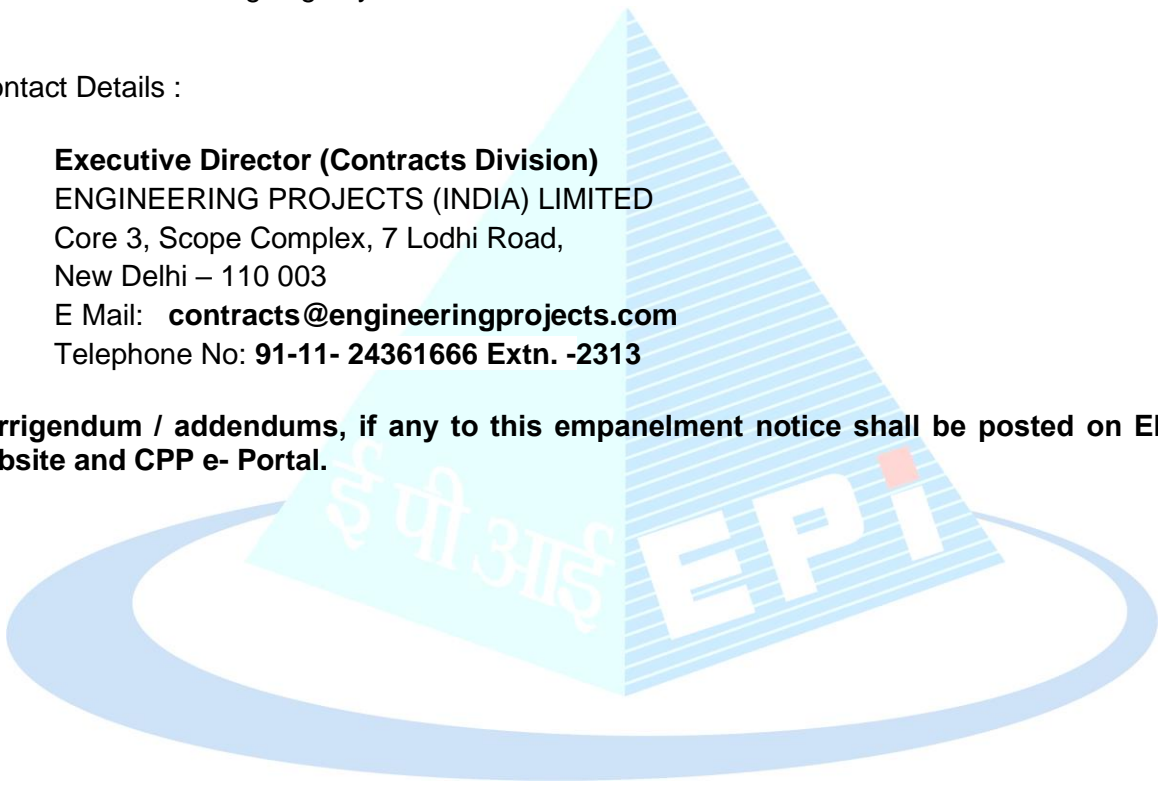 ontact Details :
Executive Director (Contracts Division)
ENGINEERING PROJECTS (INDIA) LIMITED
Core 3, Scope Complex, 7 Lodhi Road,
New Delhi – 110 003
E Mail: contracts@engineeringprojects.com
Telephone No: 91-11- 24361666 Extn. -2313
rrigendum / addendums, if any to this empanelment notice shall be posted on E
bsite and CPP e- Portal.
ई पी आई EPi